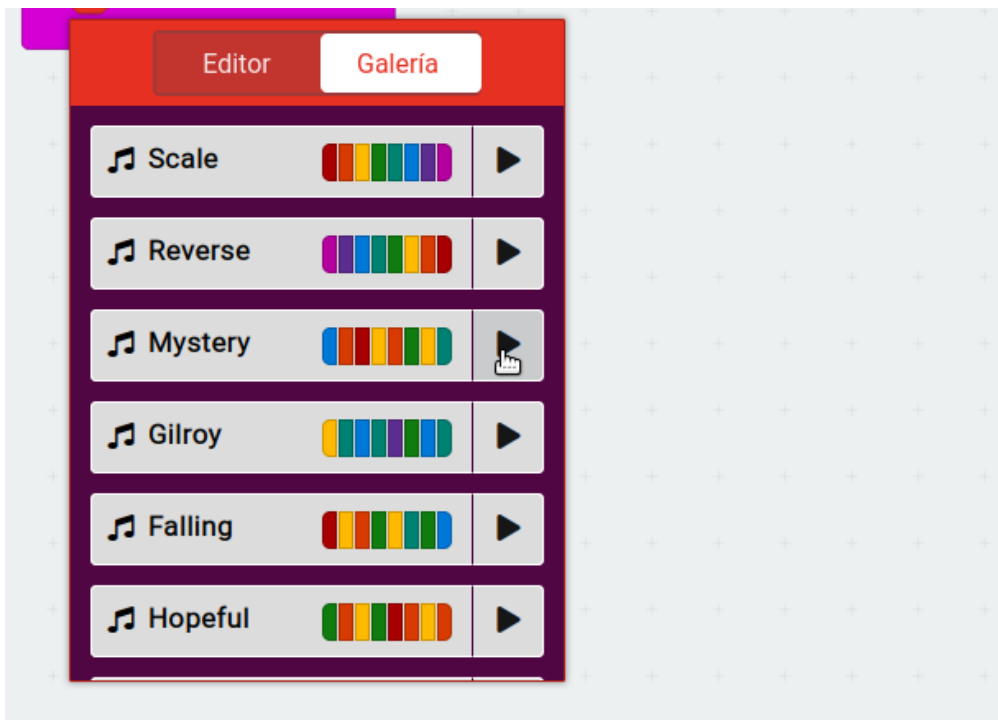 Editor
Galería
Scale
Reverse
Mystery
Gilroy
Falling
Hopeful